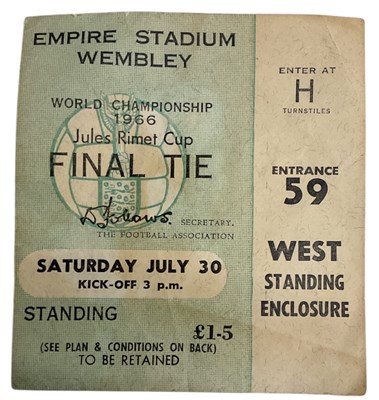 EMPIRE STADIUM
WEMBLEY
WORLD CHAMPIONSHIP
1966
Jules Rimet Cup
FINAL TIE
SECRETARY.
THE FOOTBALL ASSOCIATION
SATURDAY JULY 30
KICK-OFF 3 p.m.
STANDING
£1-5
(SEE PLAN & CONDITIONS ON BACK)
TO BE RETAINED
ENTER AT
H
TURNSTILES
ENTRANCE
59
WEST
STANDING
ENCLOSURE